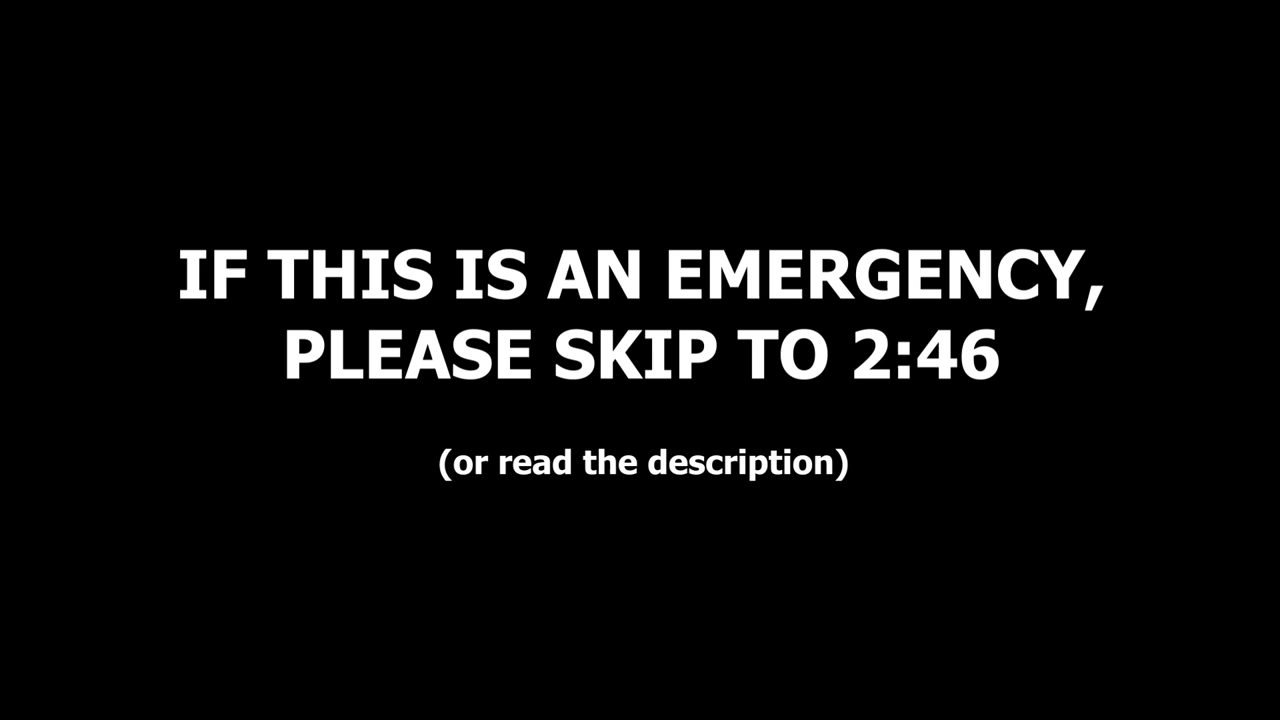 IF THIS IS AN EMERGENCY,
PLEASE SKIP TO 2:46
(or read the description)